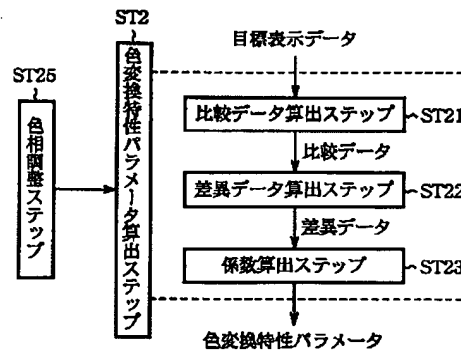 ST2
目標表示データ
ST25
色相調整ステップ
色変換特性パラメータ算出ステップ
比較データ算出ステップ
ST21
比較データ
差異データ算出ステップ
ST22
差異データ
係数算出ステップ
ST23
色変換特性パラメータ